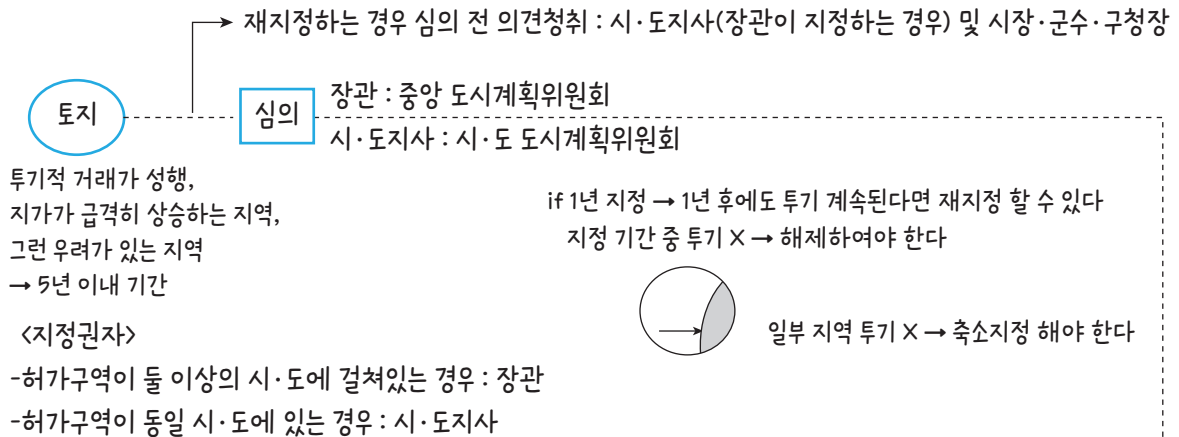 재지정하는 경우 심의 전 의견청취 : 시·도지사(장관이 지정하는 경우) 및 시장·군수·구청장
토지
심의
장관 : 중앙 도시계획위원회
시·도지사 : 시·도 도시계획위원회
투기적 거래가 성행,
지가가 급격히 상승하는 지역,
그런 우려가 있는 지역
→ 5년 이내 기간
if 1년 지정 → 1년 후에도 투기 계속된다면 재지정 할 수 있다
지정 기간 중 투기 X → 해제하여야 한다
일부 지역 투기 X → 축소지정 해야 한다
<지정권자>
-허가구역이 둘 이상의 시·도에 걸쳐있는 경우 : 장관
-허가구역이 동일 시·도에 있는 경우 : 시·도지사